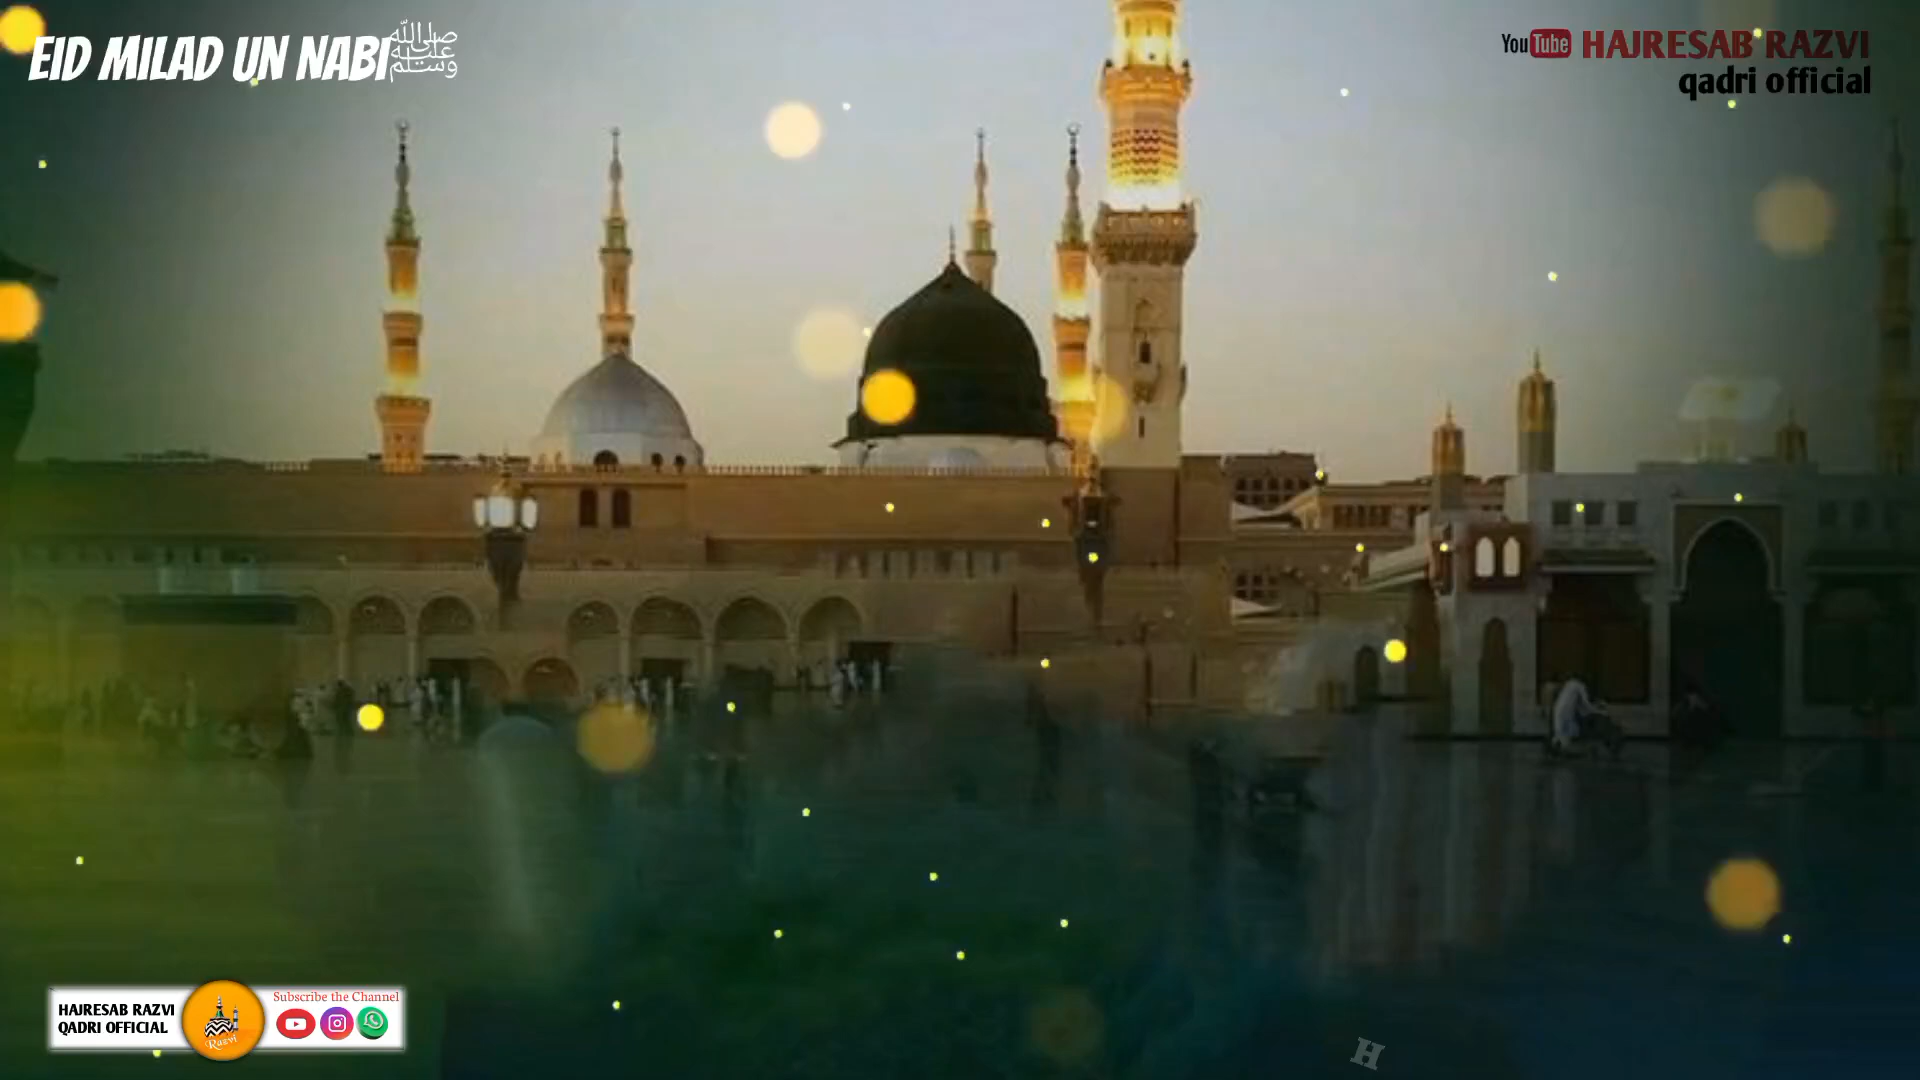 EID MILAD UN NABI ﷺ
YouTube HAJRESAB RAZVI
qadri official
HAJRESAB RAZVI
QADRI OFFICIAL
Razvi
Subscribe the Channel
H